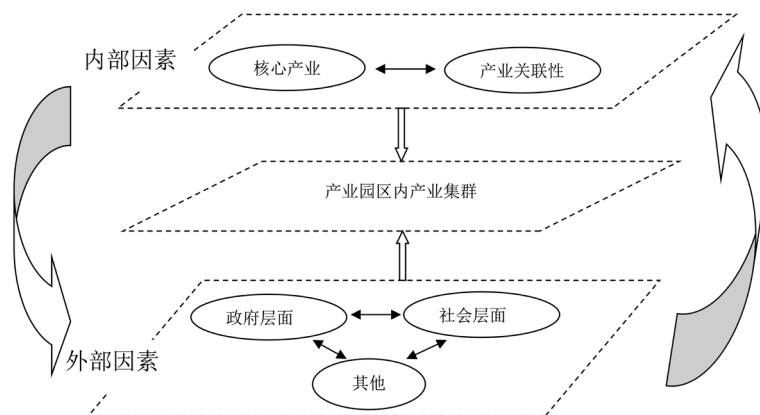 内部因素
核心产业
产业关联性
产业园区内产业集群
政府层面
社会层面
外部因素
其他